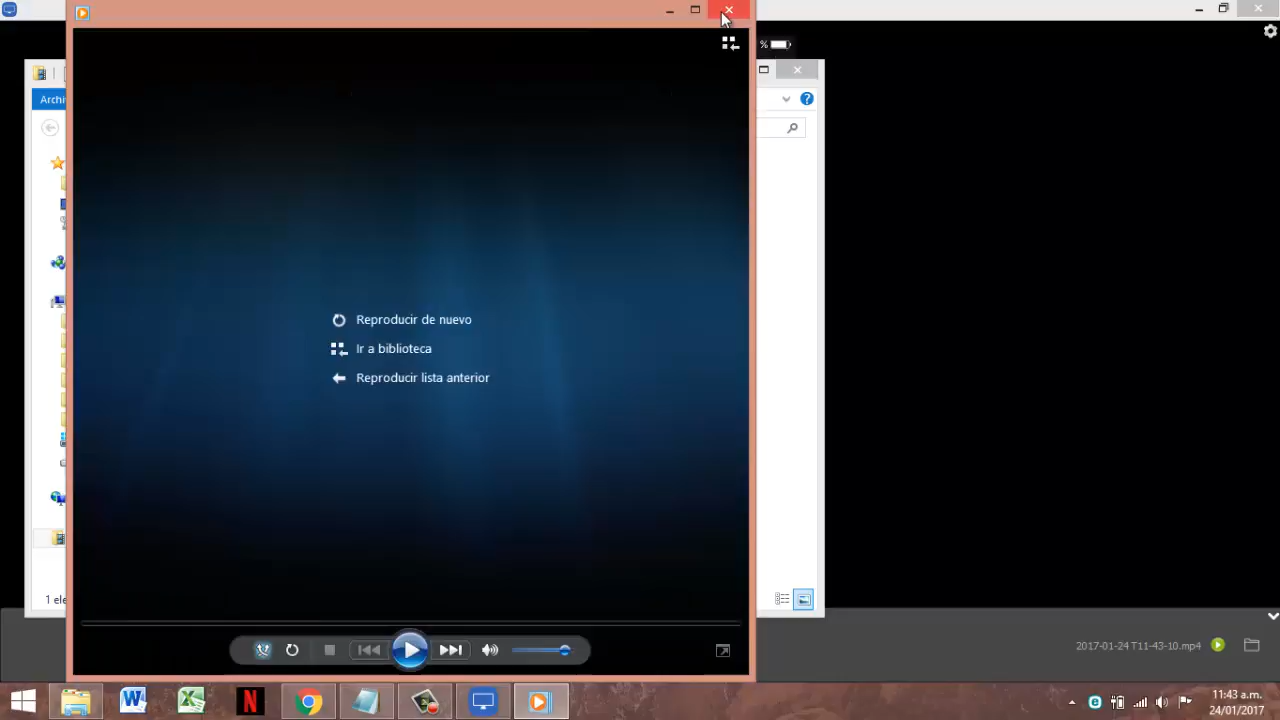 %
Archi
Reproducir de nuevo
Ir a biblioteca
Reproducir lista anterior
1 ele
2017-01-24 T11-43-10.mp4
11:43 a.m.
24/01/2017